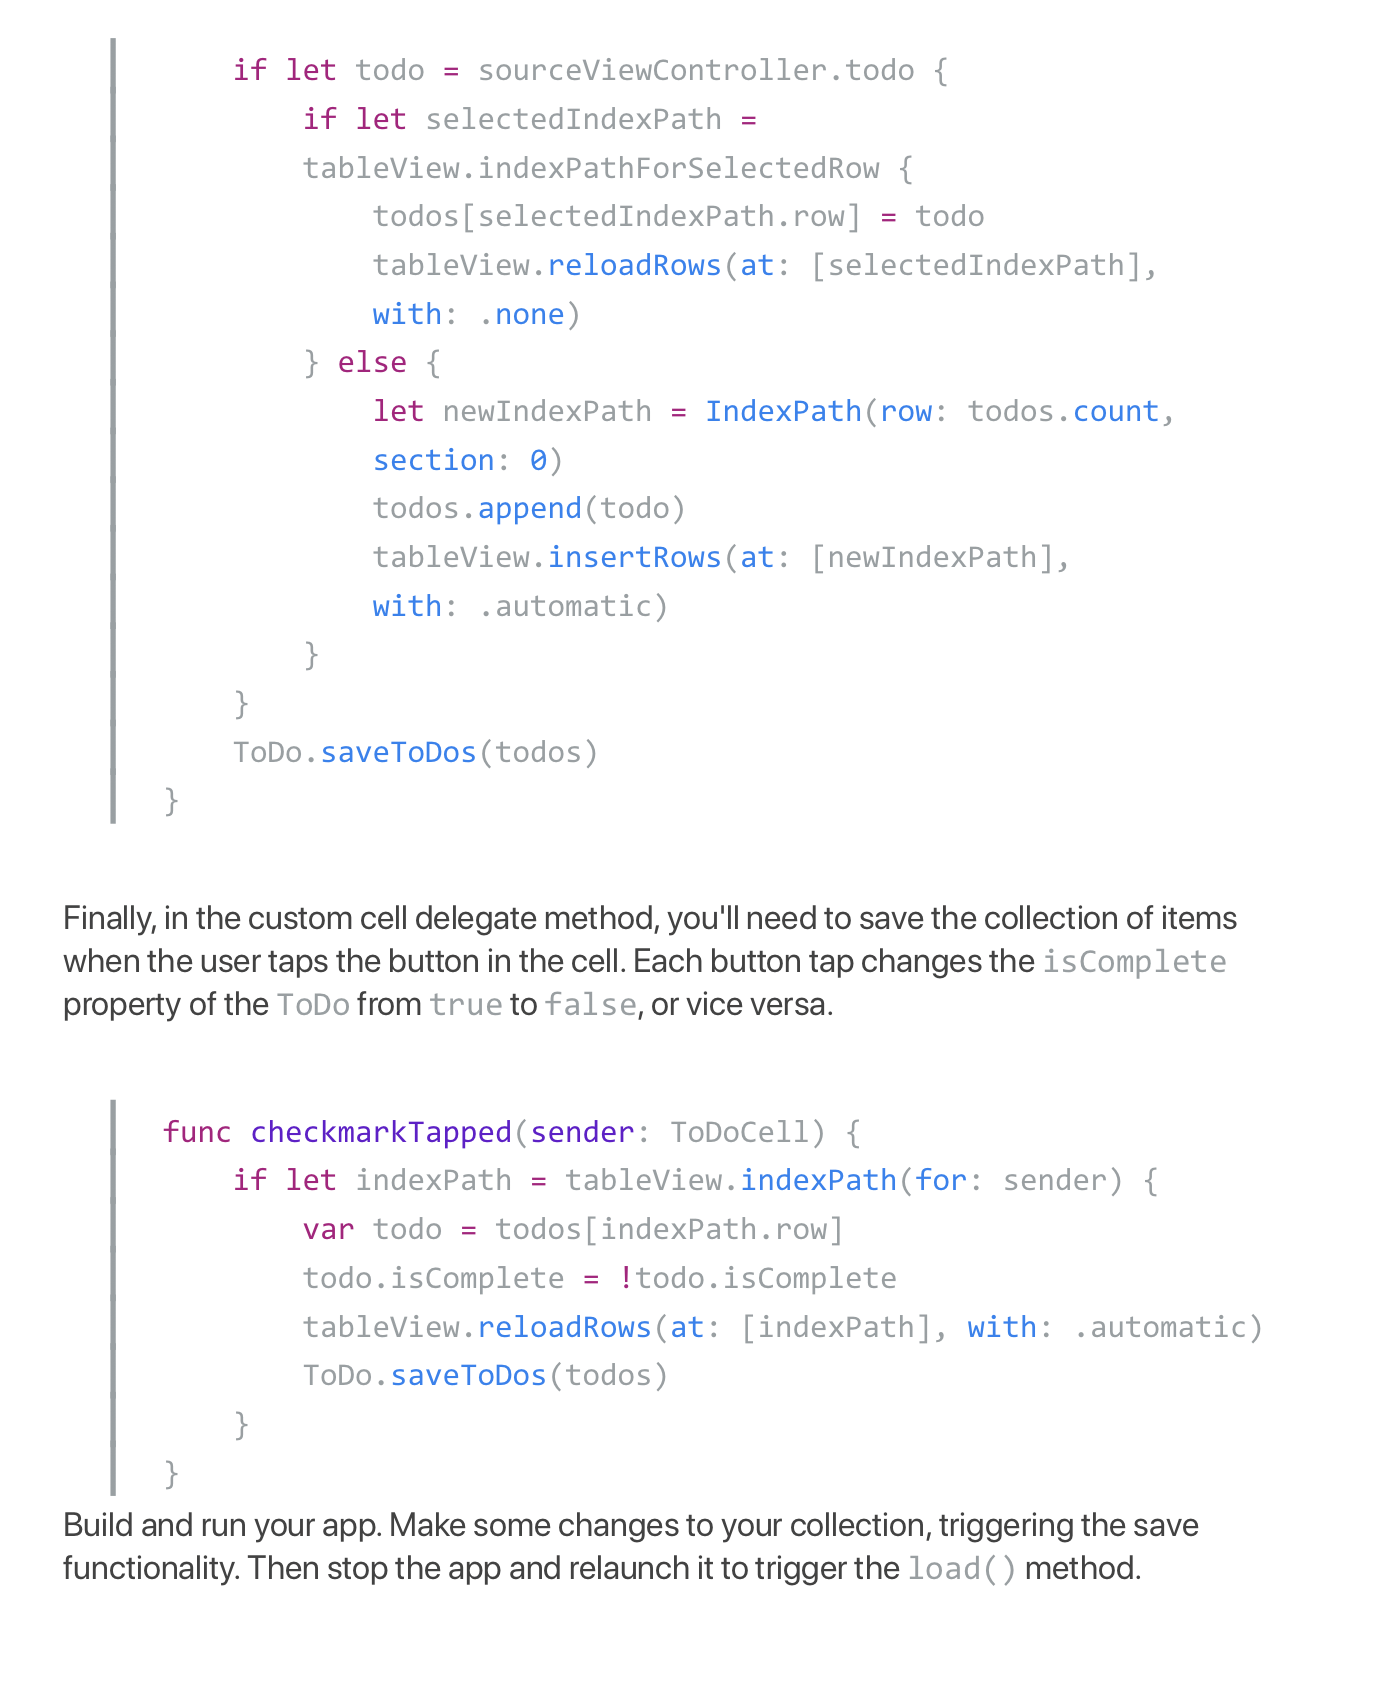 if let todo = sourceViewController.todo {
if let selectedIndexPath =
tableView.indexPathForSelectedRow {
todos[selectedIndexPath.row] = todo
tableView.reloadRows(at: [selectedIndexPath],
with: .none)
} else {
let newIndexPath = IndexPath(row: todos.count,
section: 0)
todos.append(todo)
tableView.insertRows(at: [newIndexPath],
with: .automatic)
}
}
ToDo.saveToDos(todos)
}
Finally, in the custom cell delegate method, you'll need to save the collection of items
when the user taps the button in the cell. Each button tap changes the isComplete
property of the ToDo from true to false, or vice versa.
func checkmarkTapped(sender: ToDoCell) {
if let indexPath = tableView.indexPath(for: sender) {
var todo = todos[indexPath.row]
todo.isComplete = !todo.isComplete
tableView.reloadRows(at: [indexPath], with: .automatic)
ToDo.saveToDos(todos)
}
}
Build and run your app. Make some changes to your collection, triggering the save
functionality. Then stop the app and relaunch it to trigger the load() method.